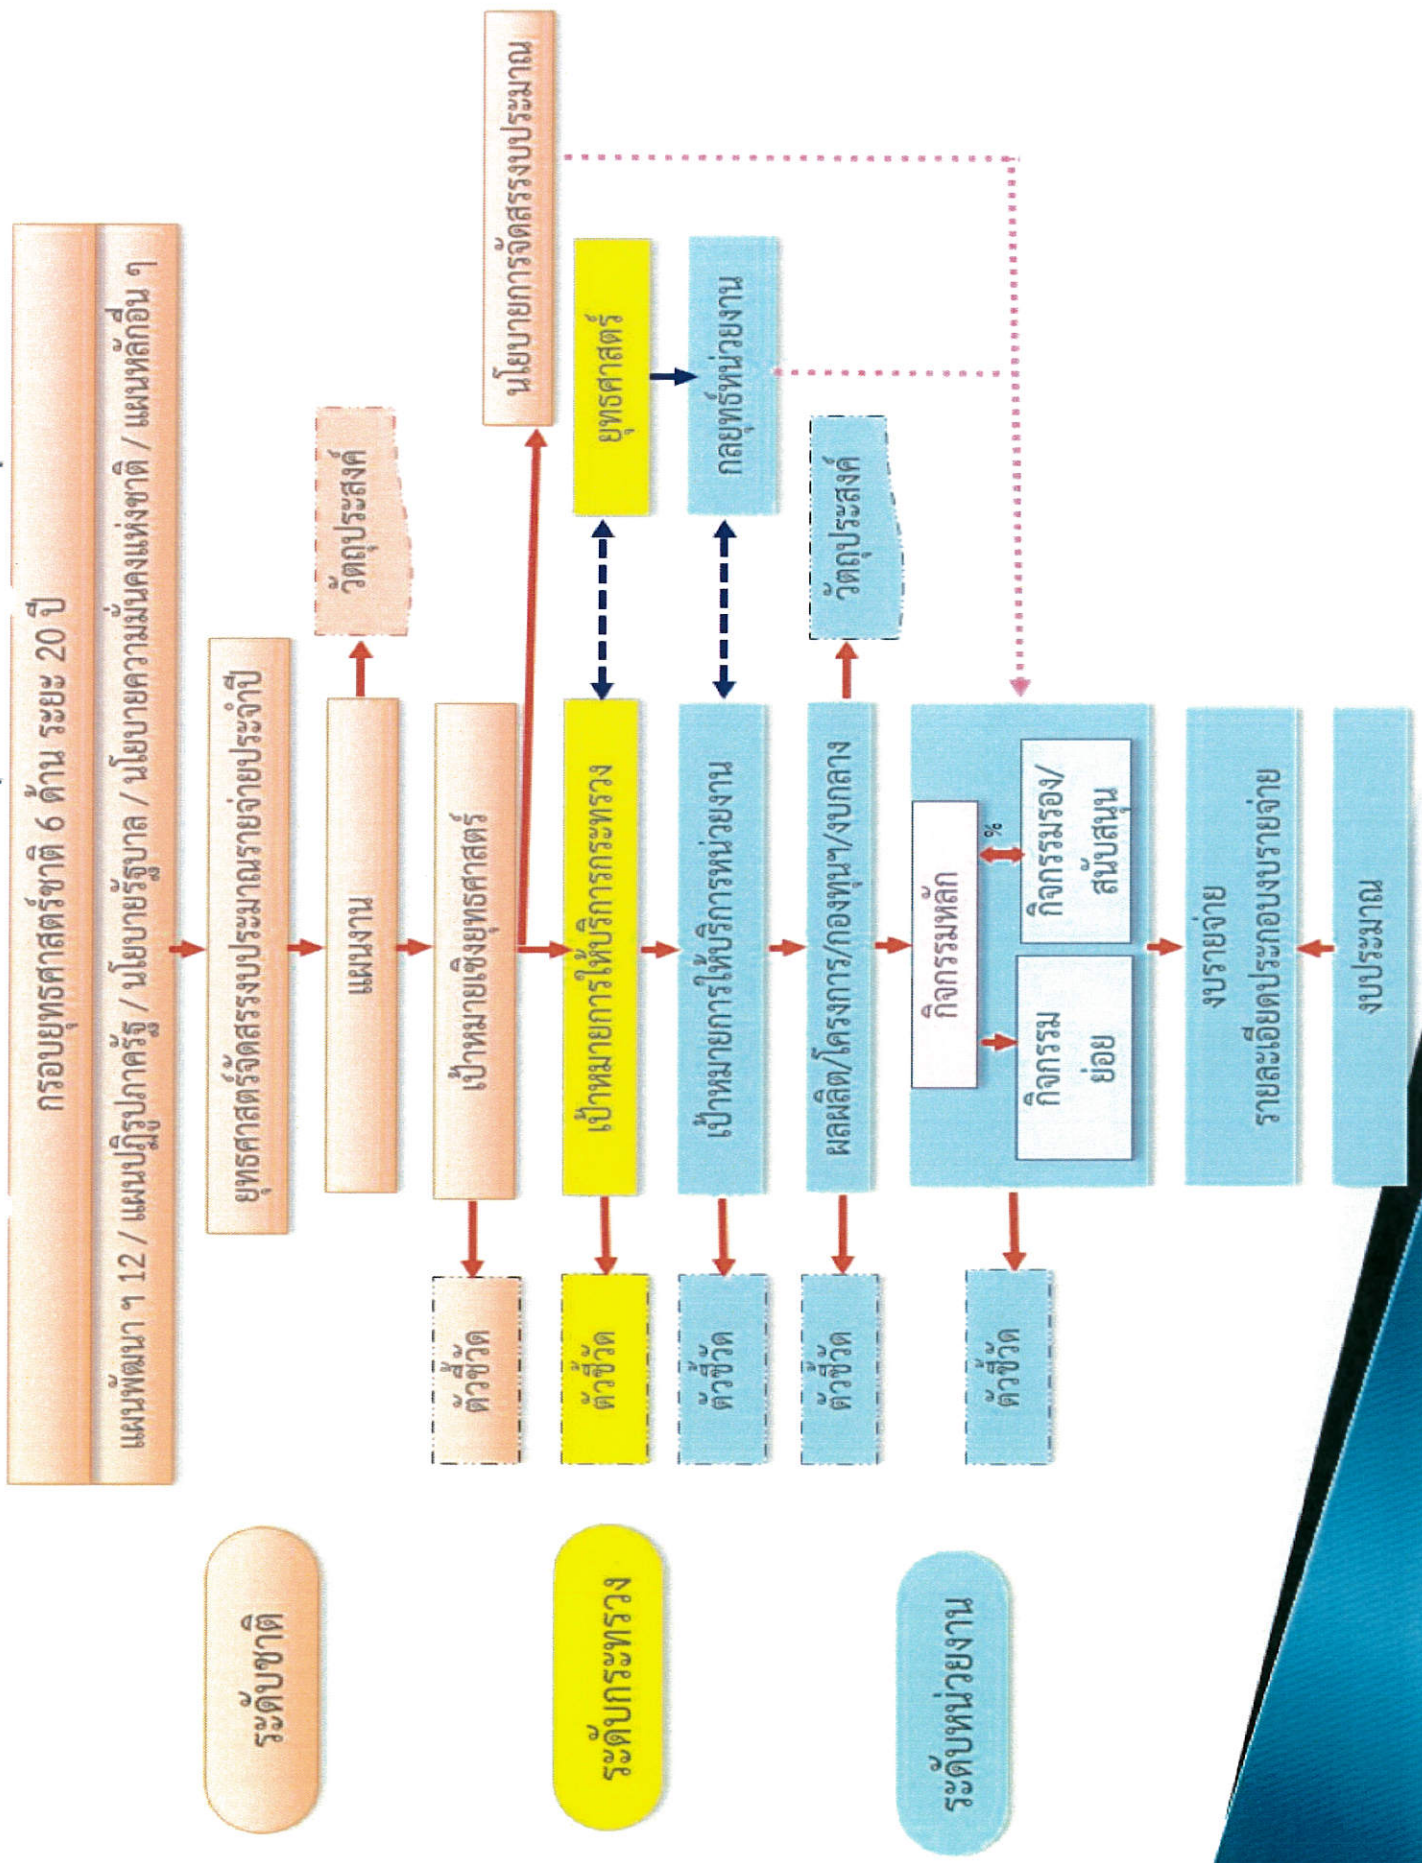 กรอบยุทธศาสตร์ชาติ 6 ด้าน ระยะ 20 ปี
แผนพัฒนา ฯ 12 / แผนปฏิรูปภาครัฐ / นโยบายรัฐบาล / นโยบายความมั่นคงแห่งชาติ / แผนหลักอื่น ๆ
ระดับชาติ
ยุทธศาสตร์จัดสรรงบประมาณรายจ่ายประจำปี
แผนงาน
วัตถุประสงค์
ตัวชี้วัด
เป้าหมายเชิงยุทธศาสตร์
นโยบายการจัดสรรงบประมาณ
ระดับกระทรวง
ตัวชี้วัด
เป้าหมายการให้บริการกระทรวง
ยุทธศาสตร์
ตัวชี้วัด
เป้าหมายการให้บริการหน่วยงาน
กลยุทธ์หน่วยงาน
ตัวชี้วัด
ผลผลิต/โครงการ/กองทุนฯ/งบกลาง
วัตถุประสงค์
ระดับหน่วยงาน
ตัวชี้วัด
กิจกรรมหลัก
%
กิจกรรม
ย่อย
กิจกรรมรอง/
สนับสนุน
งบรายจ่าย
รายละเอียดประกอบงบรายจ่าย
งบประมาณ